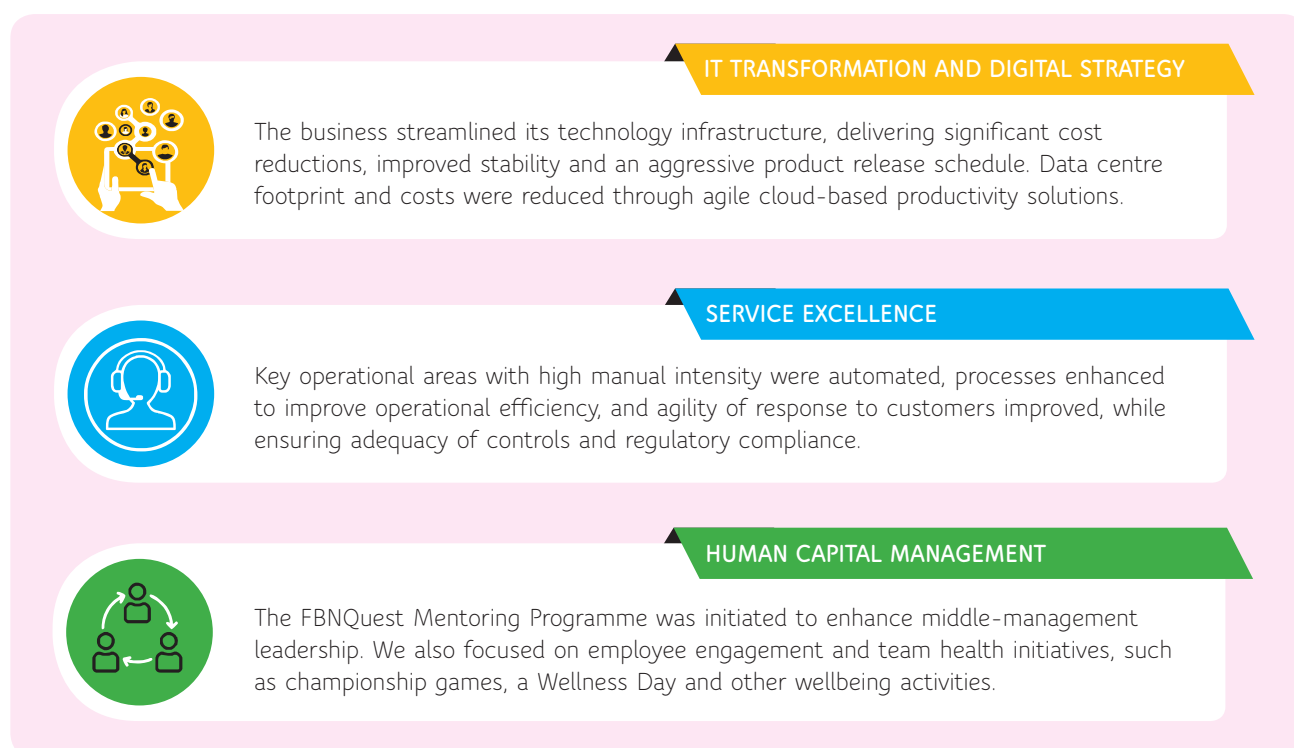 IT TRANSFORMATION AND DIGITAL STRATEGY
The business streamlined its technology infrastructure, delivering significant cost
reductions, improved stability and an aggressive product release schedule. Data centre
footprint and costs were reduced through agile cloud-based productivity solutions.
SERVICE EXCELLENCE
Key operational areas with high manual intensity were automated, processes enhanced
to improve operational efficiency, and agility of response to customers improved, while
ensuring adequacy of controls and regulatory compliance.
HUMAN CAPITAL MANAGEMENT
The FBNQuest Mentoring Programme was initiated to enhance middle-management
leadership. We also focused on employee engagement and team health initiatives, such
as championship games, a Wellness Day and other wellbeing activities.